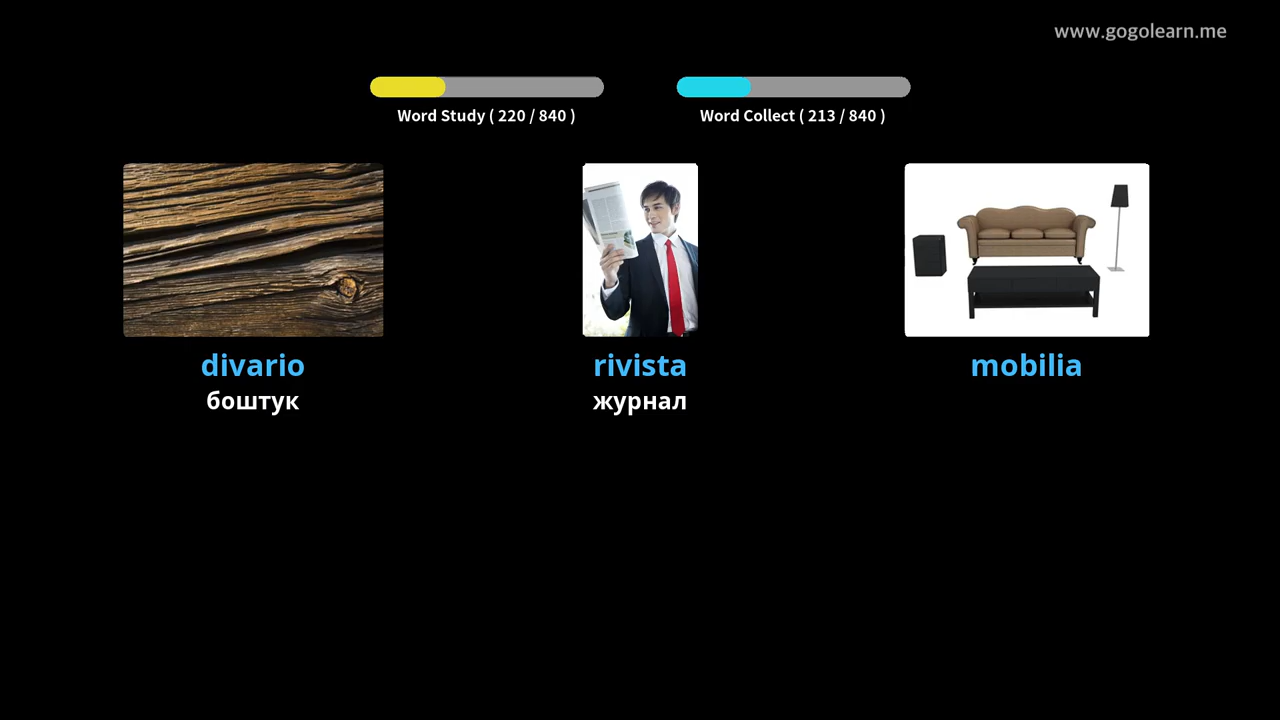 www.gogolearn.me
Word Study ( 220 / 840 )
Word Collect ( 213 / 840 )
divario
боштук
rivista
журнал
mobilia